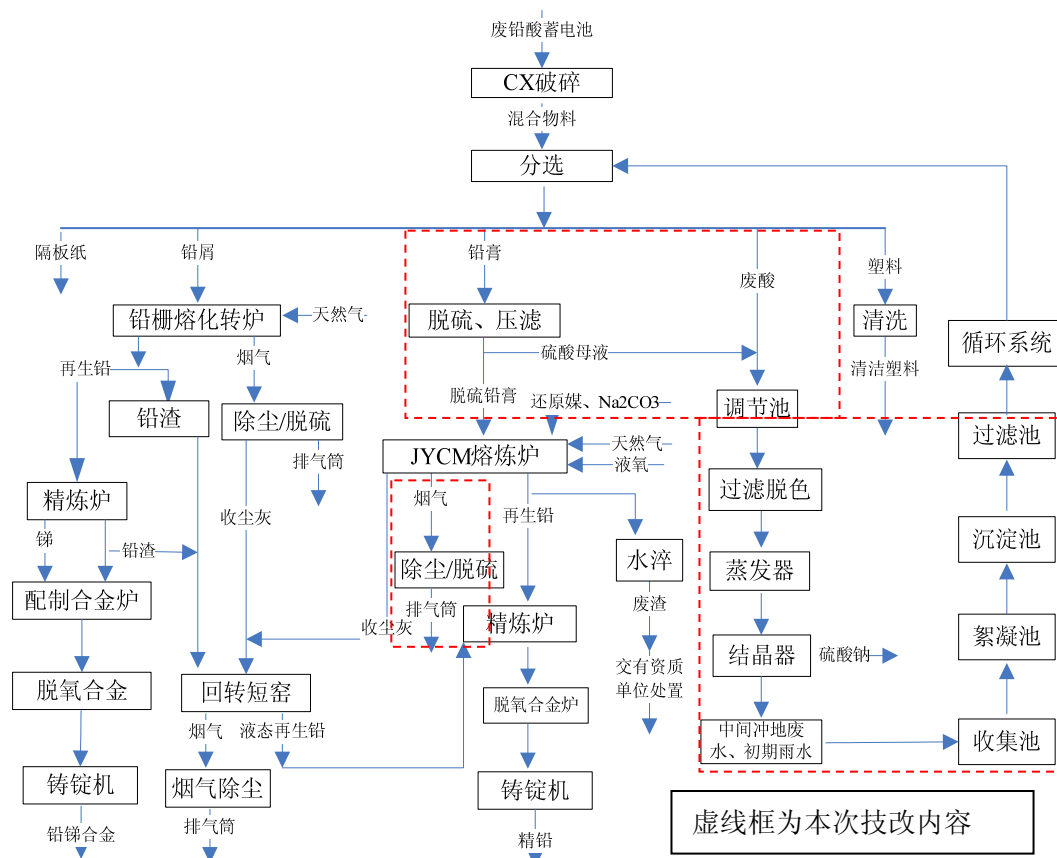 废铅酸蓄电池
CX破碎
混合物料
分选
隔板纸
铅屑
铅膏
废酸
塑料
铅栅熔化转炉
天然气
脱硫、压滤
清洗
循环系统
烟气
硫酸母液
再生铅
清洁塑料
脱硫铅膏
还原媒、Na2CO3
调节池
铅渣
除尘/脱硫
过滤池
天然气
JYCM熔炼炉
液氧
排气筒
过滤脱色
精炼炉
烟气
收尘灰
再生铅
锑
铅渣
沉淀池
水淬
除尘/脱硫
蒸发器
配制合金炉
废渣
排气筒
收尘灰
精炼炉
絮凝池
结晶器
硫酸钠
交有资质
单位处置
脱氧合金
回转短窑
脱氧合金炉
烟气
液态再生铅
中间冲地废
水、初期雨水
收集池
铸锭机
烟气除尘
铸锭机
虚线框为本次技改内容
铅锑合金
排气筒
精铅